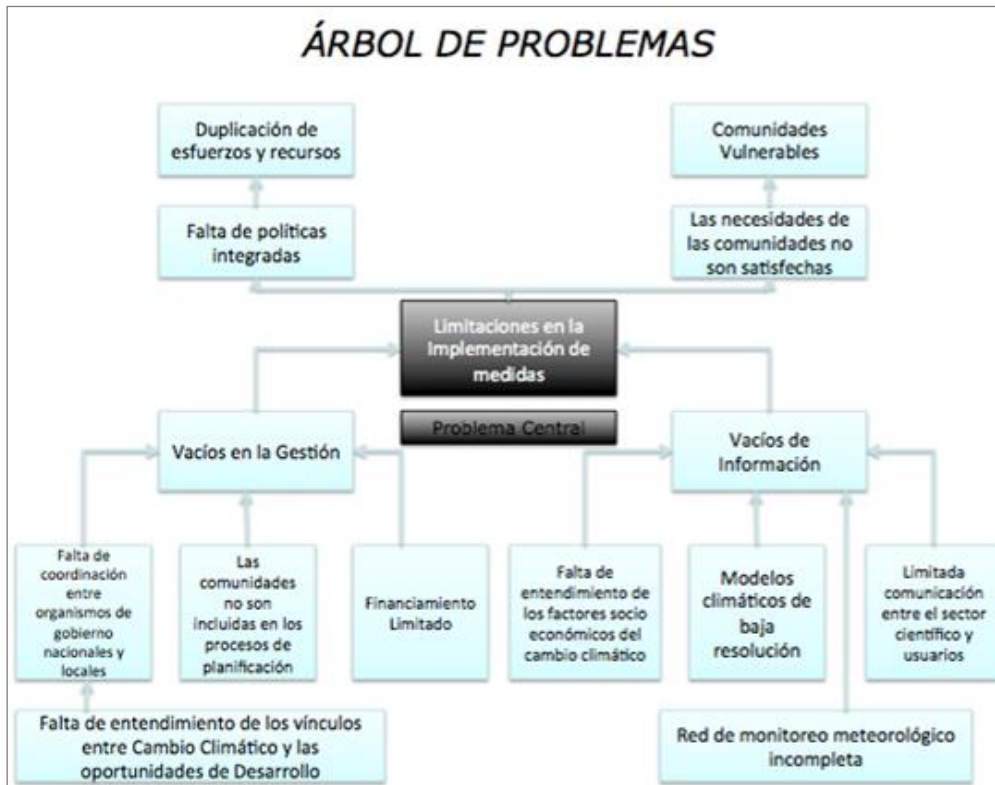 ÁRBOL DE PROBLEMAS
Duplicación de
esfuerzos y recursos
Comunidades
Vulnerables
Falta de políticas
integradas
Las necesidades de
las comunidades no
son satisfechas
Limitaciones en la
Implementación de
medidas
Problema Central
Vacíos en la Gestión
Vacíos de
Información
Falta de
coordinación
entre
organismos de
gobierno
nacionales y
locales
Las
comunidades
no son
incluidas en los
procesos de
planificación
Financiamiento
Limitado
Falta de
entendimiento de
los factores socio
económicos del
cambio climático
Modelos
climáticos de
baja
resolución
Limitada
comunicación
entre el sector
científico y
usuarios
Falta de entendimiento de los vínculos
entre Cambio Climático y las
oportunidades de Desarrollo
Red de monitoreo meteorológico
incompleta